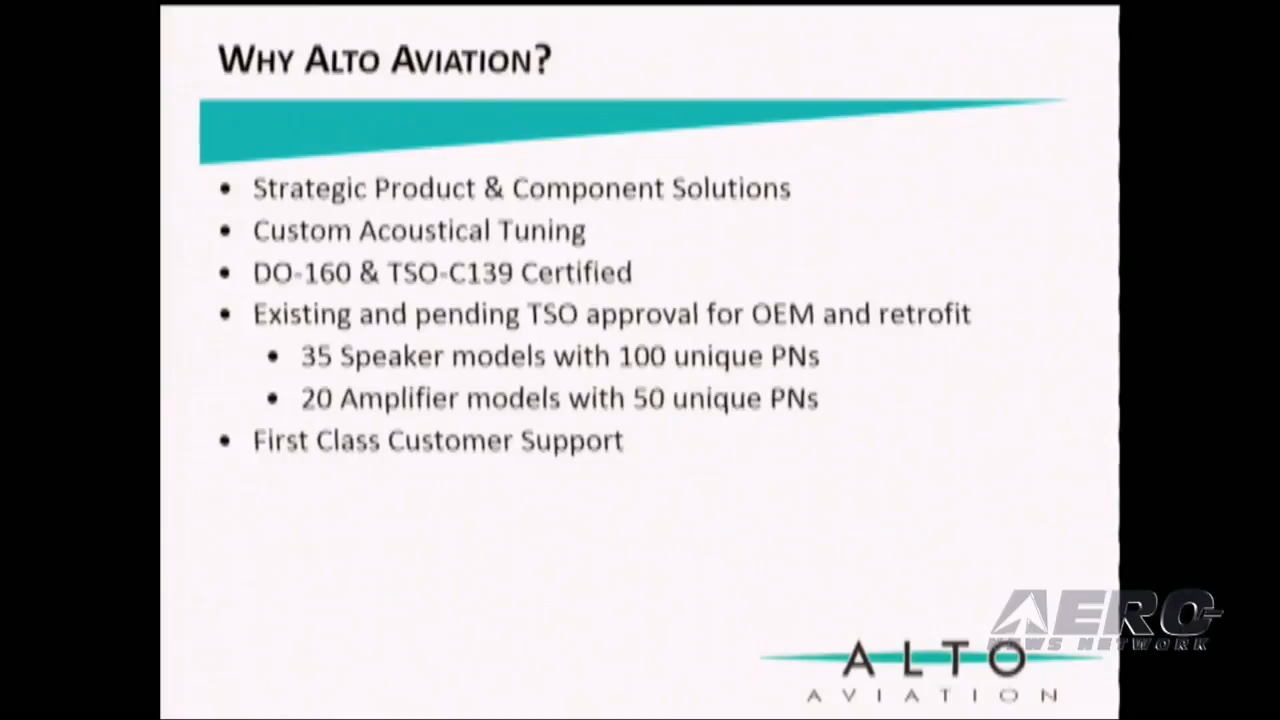 WHY ALTO AVIATION?
• Strategic Product & Component Solutions
• Custom Acoustical Tuning
• DO-160 & TSO-C139 Certified
• Existing and pending TSO approval for OEM and retrofit
• 35 Speaker models with 100 unique PNs
• 20 Amplifier models with 50 unique PNs
• First Class Customer Support
AERO
NEWS NETWORK
ALTO
AVIATION